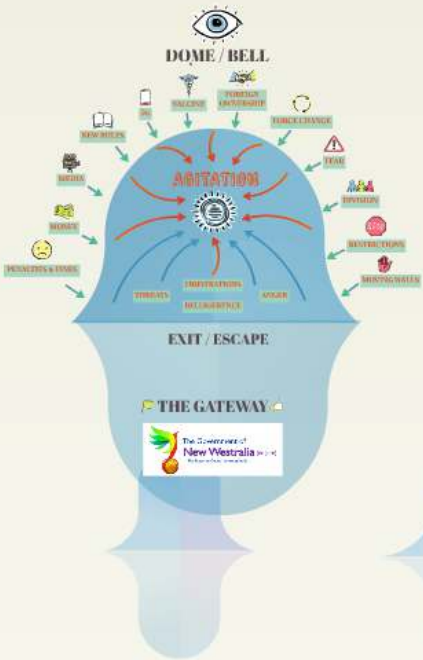 DOME / BELL
VACCINE
FOREIGN
OWNERSHIP
5G
FORCE CHANGE
NEW RULES
FEAR
MEDIA
AGITATION
DIVISION
MONEY
RESTRICTIONS
PENALTIES & FINES
MOVING WALLS
THREATS
FRUSTRATIONS
ANGER
BELLIGERENCE
EXIT / ESCAPE
THE GATEWAY
The Government of
New Westralia